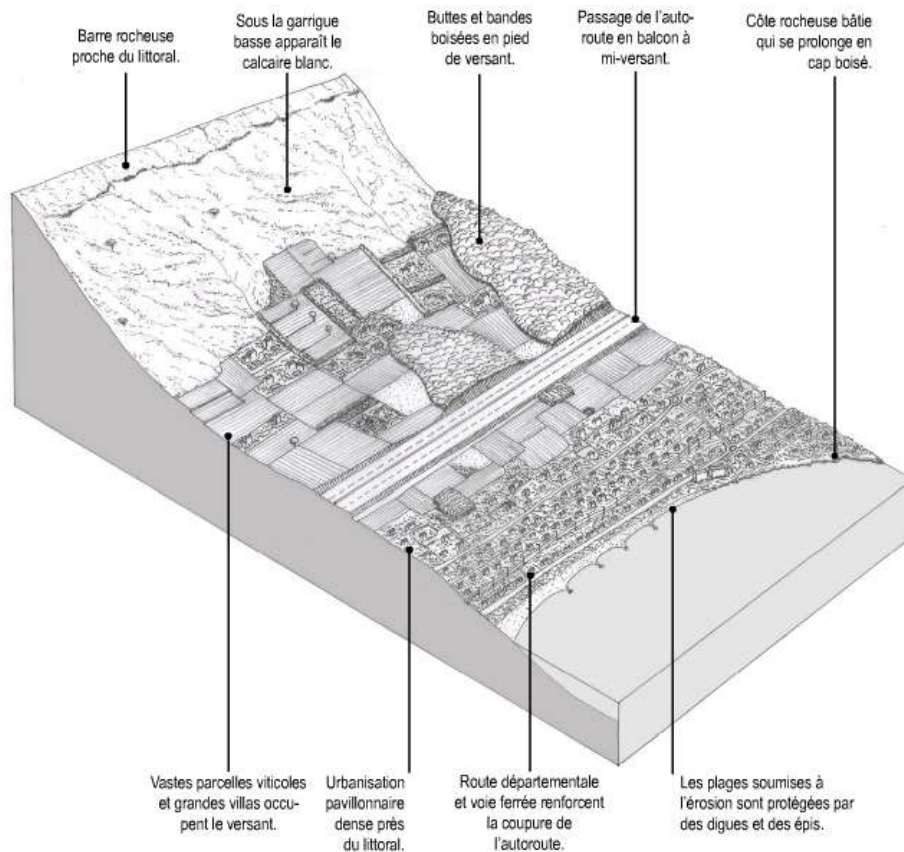 Barre rocheuse
proche du littoral.
Sous la garrigue
basse apparaît le
calcaire blanc.
Buttes et bandes
boisées en pied
de versant.
Passage de l'auto-
route en balcon à
mi-versant.
Côte rocheuse bâtie
qui se prolonge en
cap boisé.
Vastes parcelles viticoles
et grandes villas occu-
pent le versant.
Urbanisation
pavillonnaire
dense près
du littoral.
Route départementale
et voie ferrée renforcent
la coupure de
l'autoroute.
Les plages soumises à
l'érosion sont protégées par
des digues et des épis.